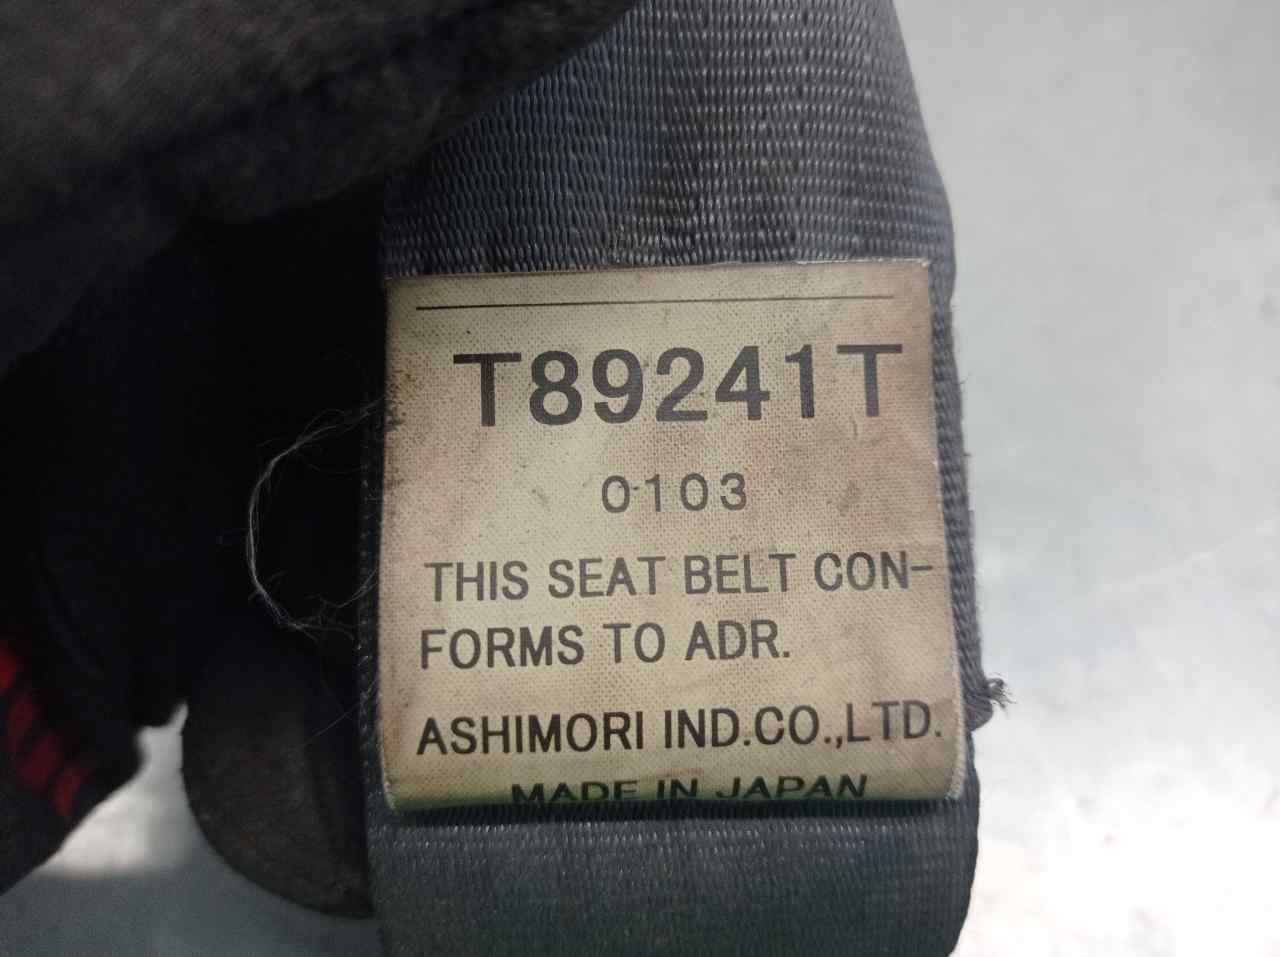 T89241T
0103
THIS SEAT BELT CON-
FORMS TO ADR.
ASHIMORI IND.CO.,LTD.
MADE IN JAPAN